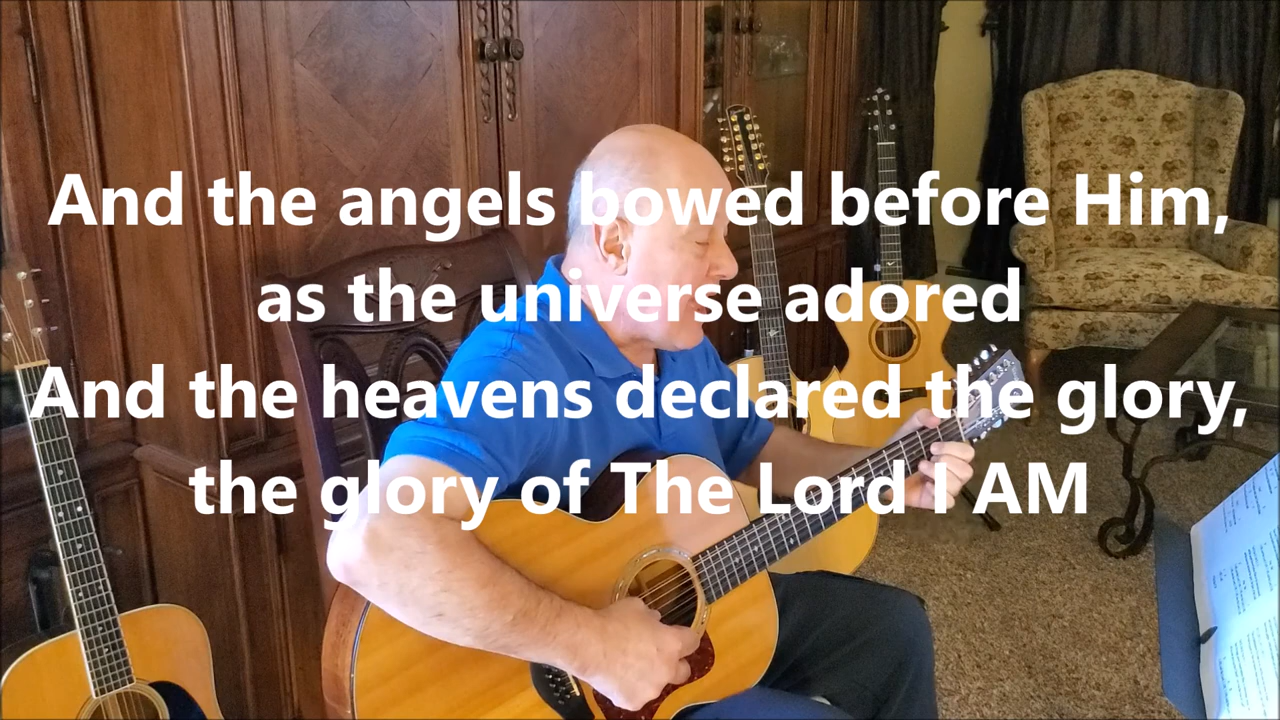 And the angels bowed before Him,
as the universe adored
And the heavens declared the glory,
the glory of The Lord I AM